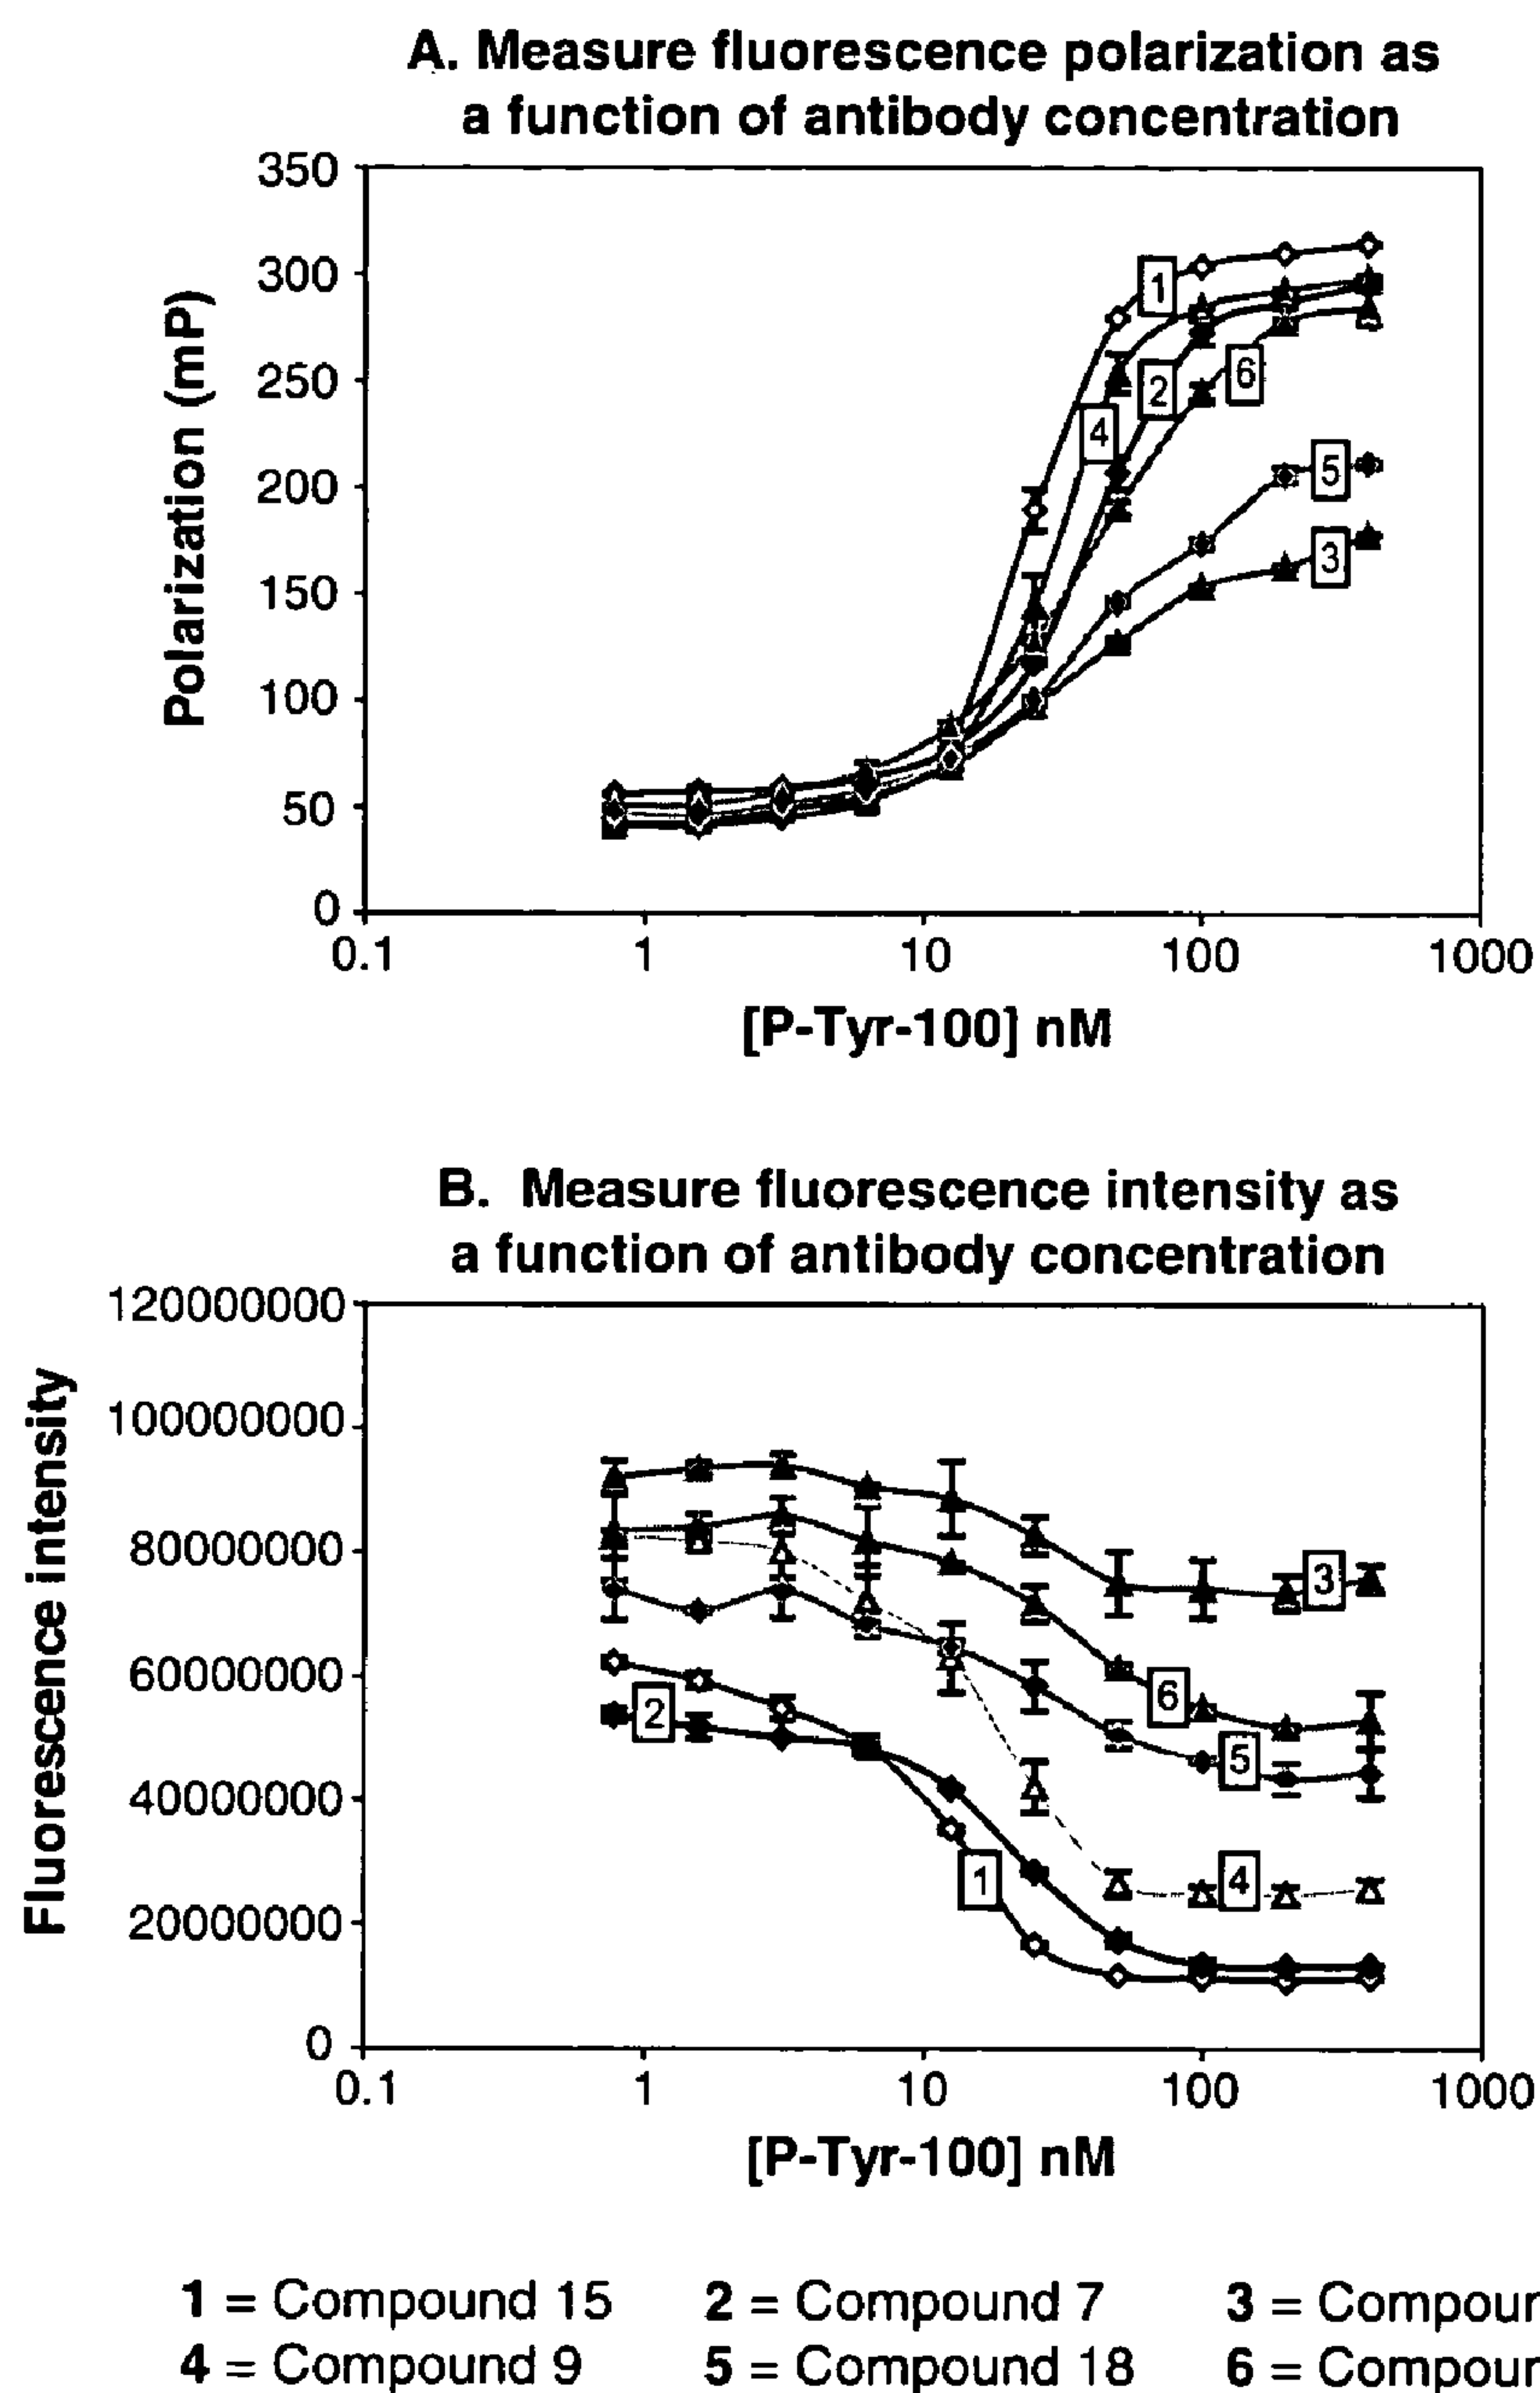 A. Measure fluorescence polarization as
a function of antibody concentration
350
300
250
200
150
100
50
0
Polarization (mP)
1
2
6
4
5
3
0.1 1 10 100 1000
[P-Tyr-100] nM
B. Measure fluorescence intensity as
a function of antibody concentration
120000000
100000000
80000000
60000000
40000000
20000000
0
Fluorescence intensity
3
2
6
5
1
4
0.1 1 10 100 1000
[P-Tyr-100] nM
1 = Compound 15 2 = Compound 7 3 =
4 = Compound 9 5 = Compound 18 6 =